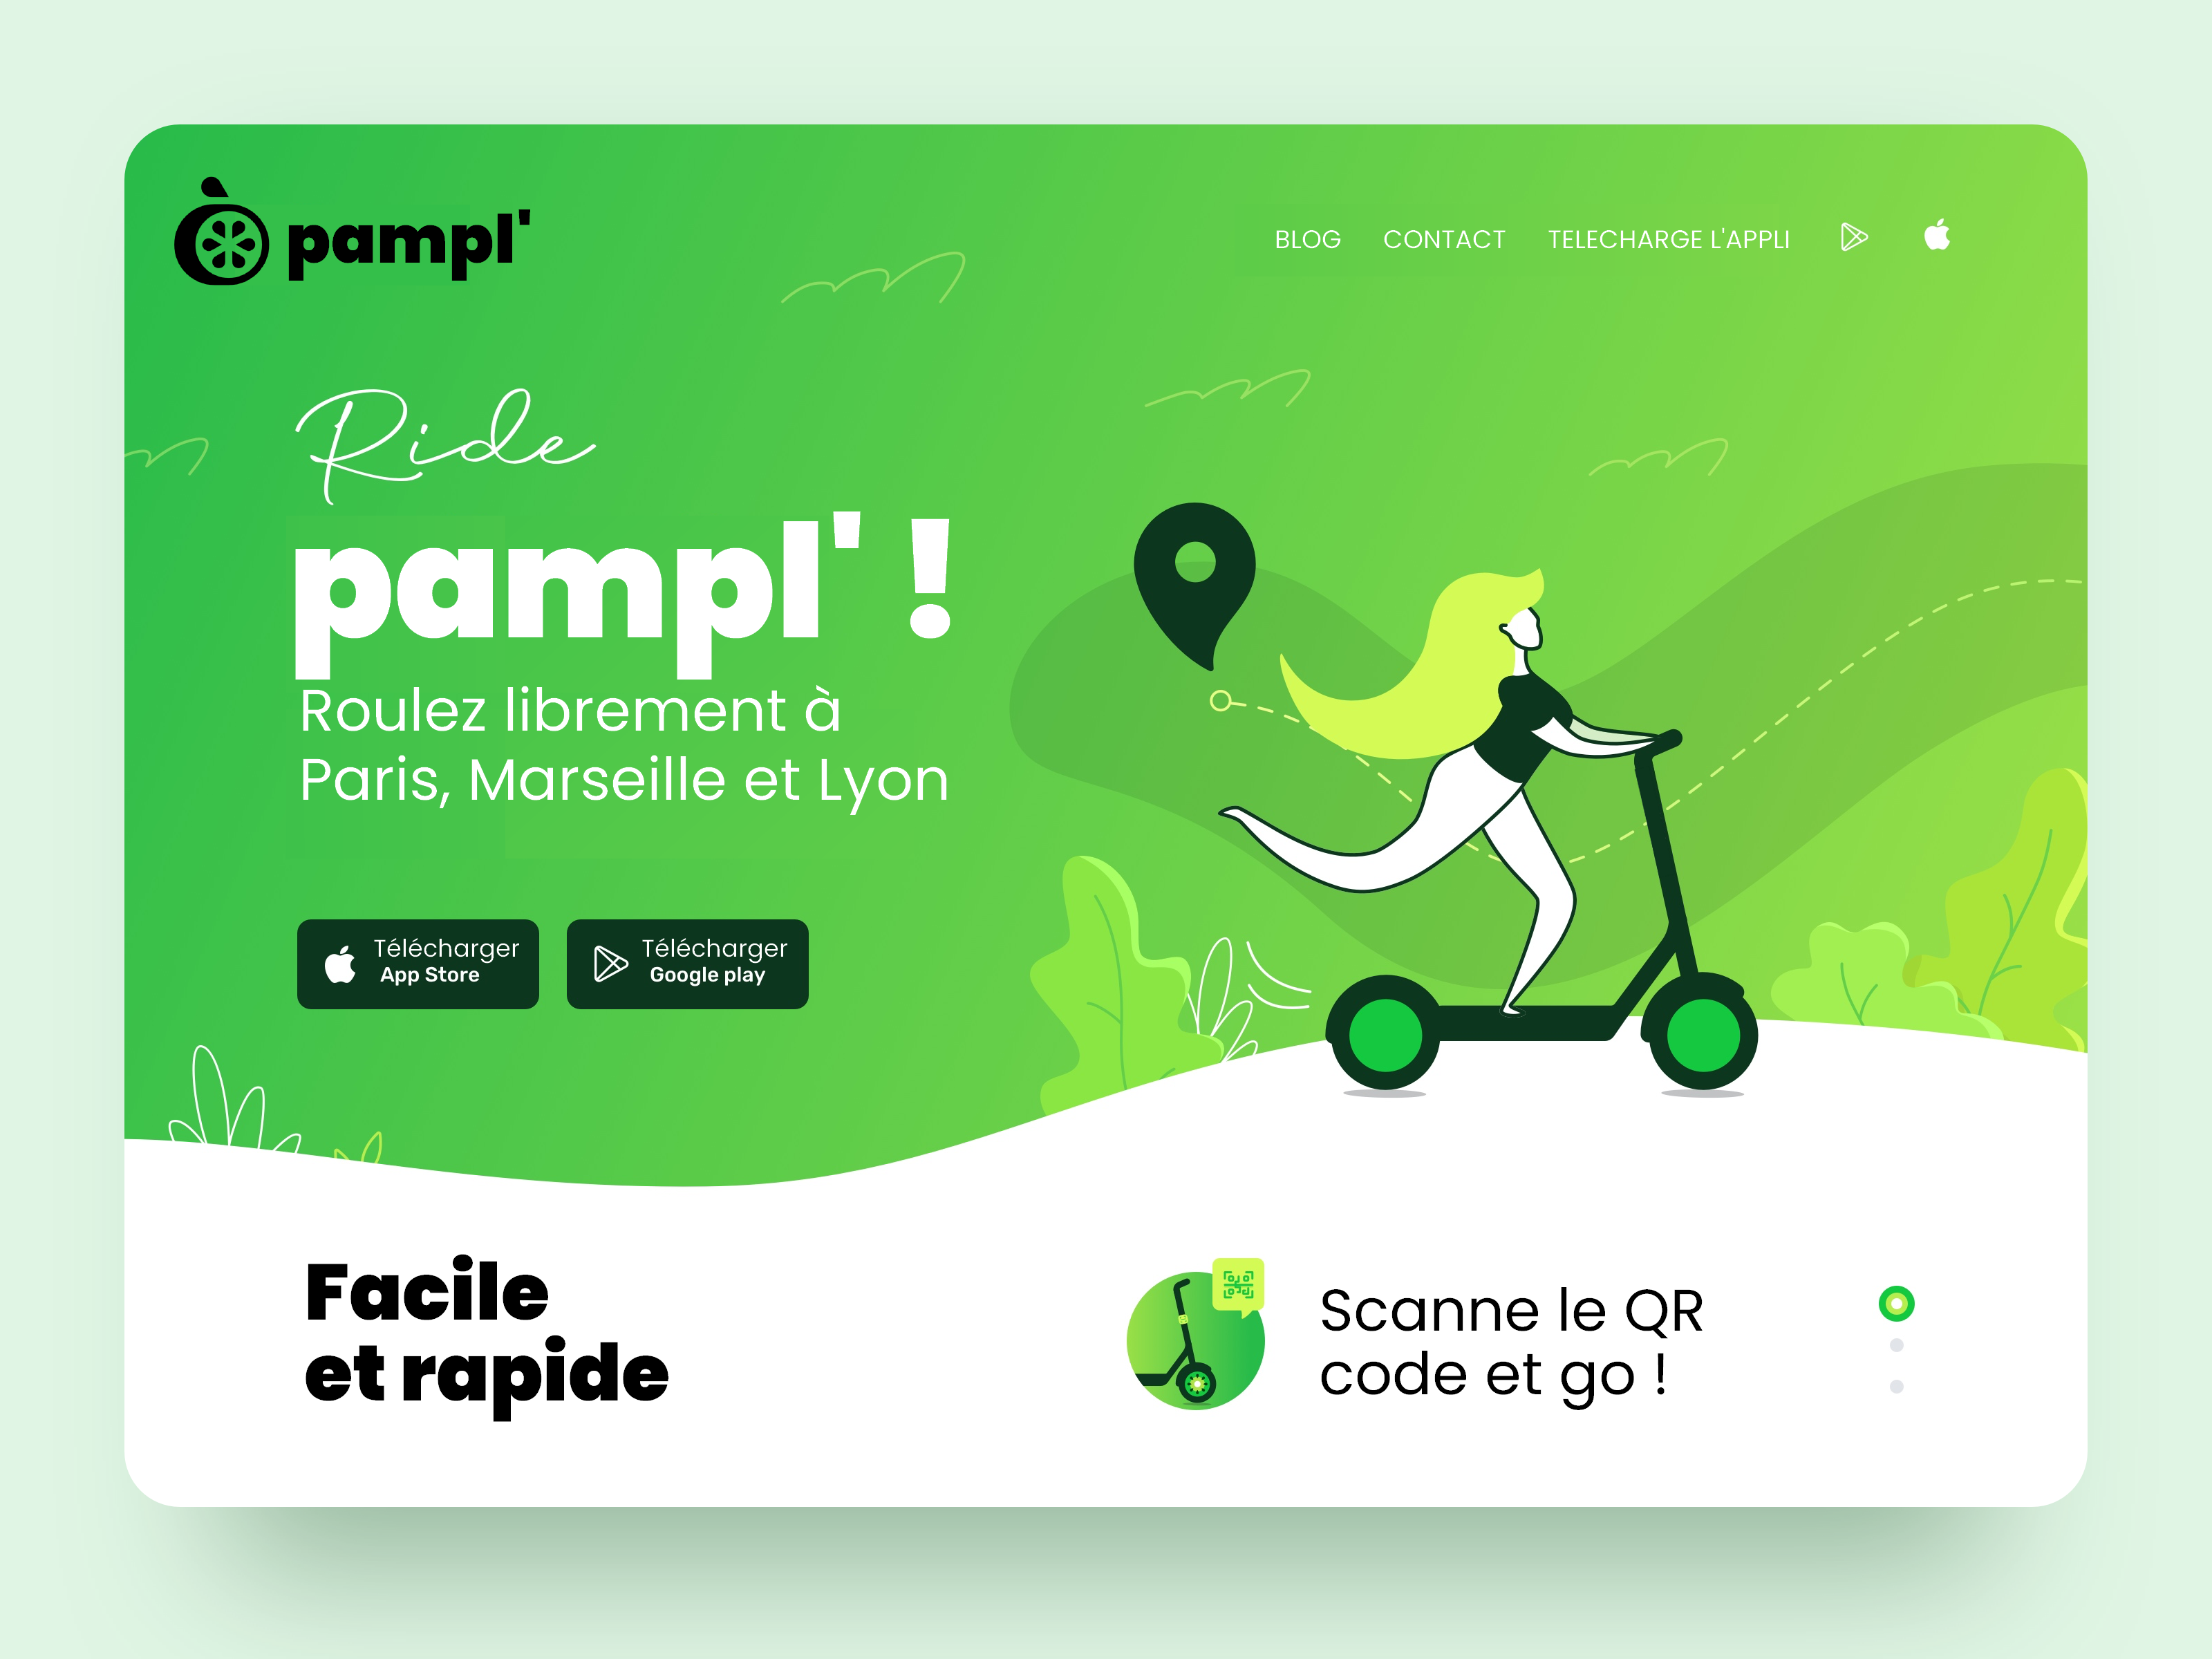 pampl'
BLOG CONTACT TELECHARGE L'APPLI
Ride
pampl' !
Roulez librement à
Paris, Marseille et Lyon
Télécharger
App Store
Télécharger
Google play
Facile
et rapide
Scanne le QR
code et go !